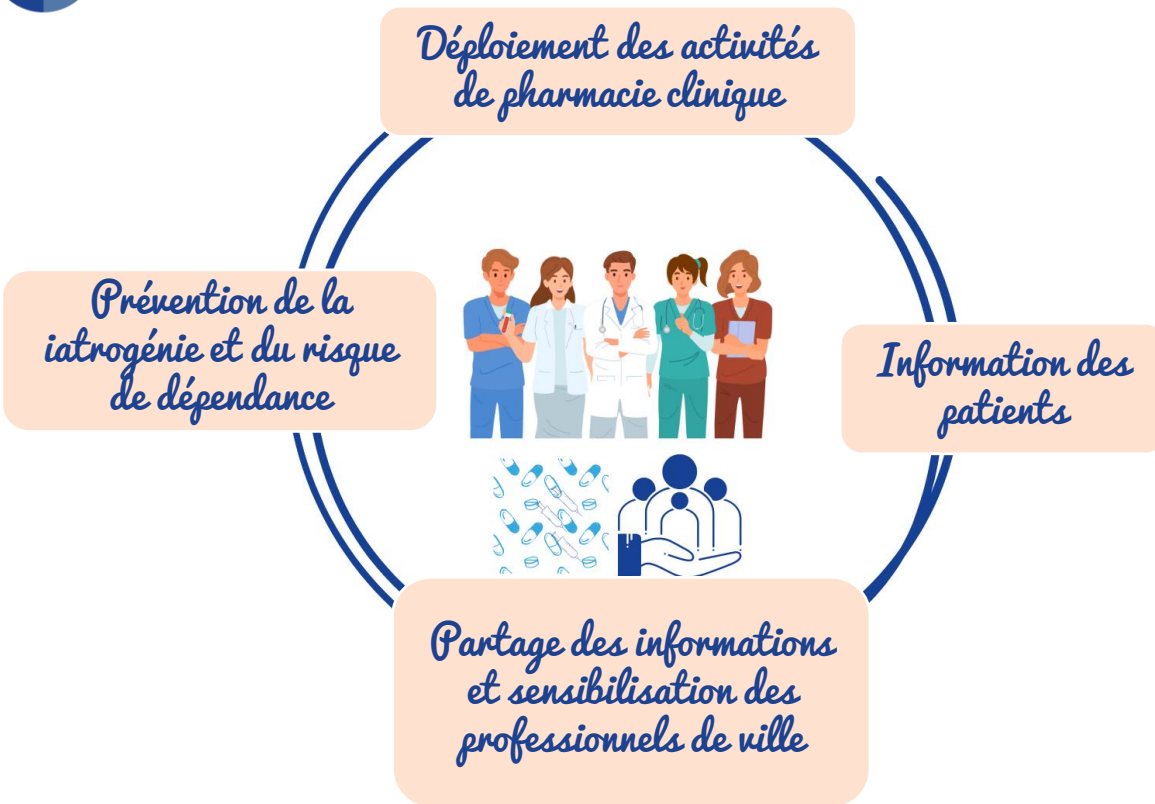 Déploiement des activités
de pharmacie clinique
Prévention de la
iatrogénie et du risque
de dépendance
Information des
patients
Partage des informations
et sensibilisation des
professionnels de ville